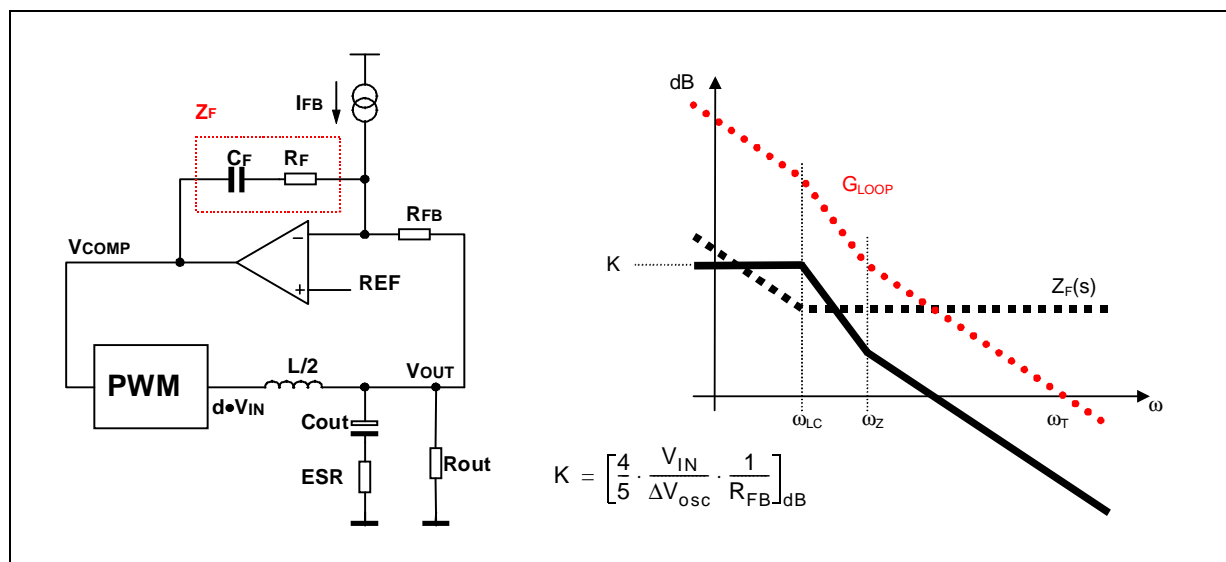 IFB
ZF
CF
RF
RFB
VCOMP
−
+
REF
PWM
L/2
VOUT
d•VIN
Cout
ESR
Rout
dB
GLOOP
K
ZF(s)
ωLC
ωZ
ωT
ω
K = [4/5 · VIN/ΔVosc · 1/RFB]dB